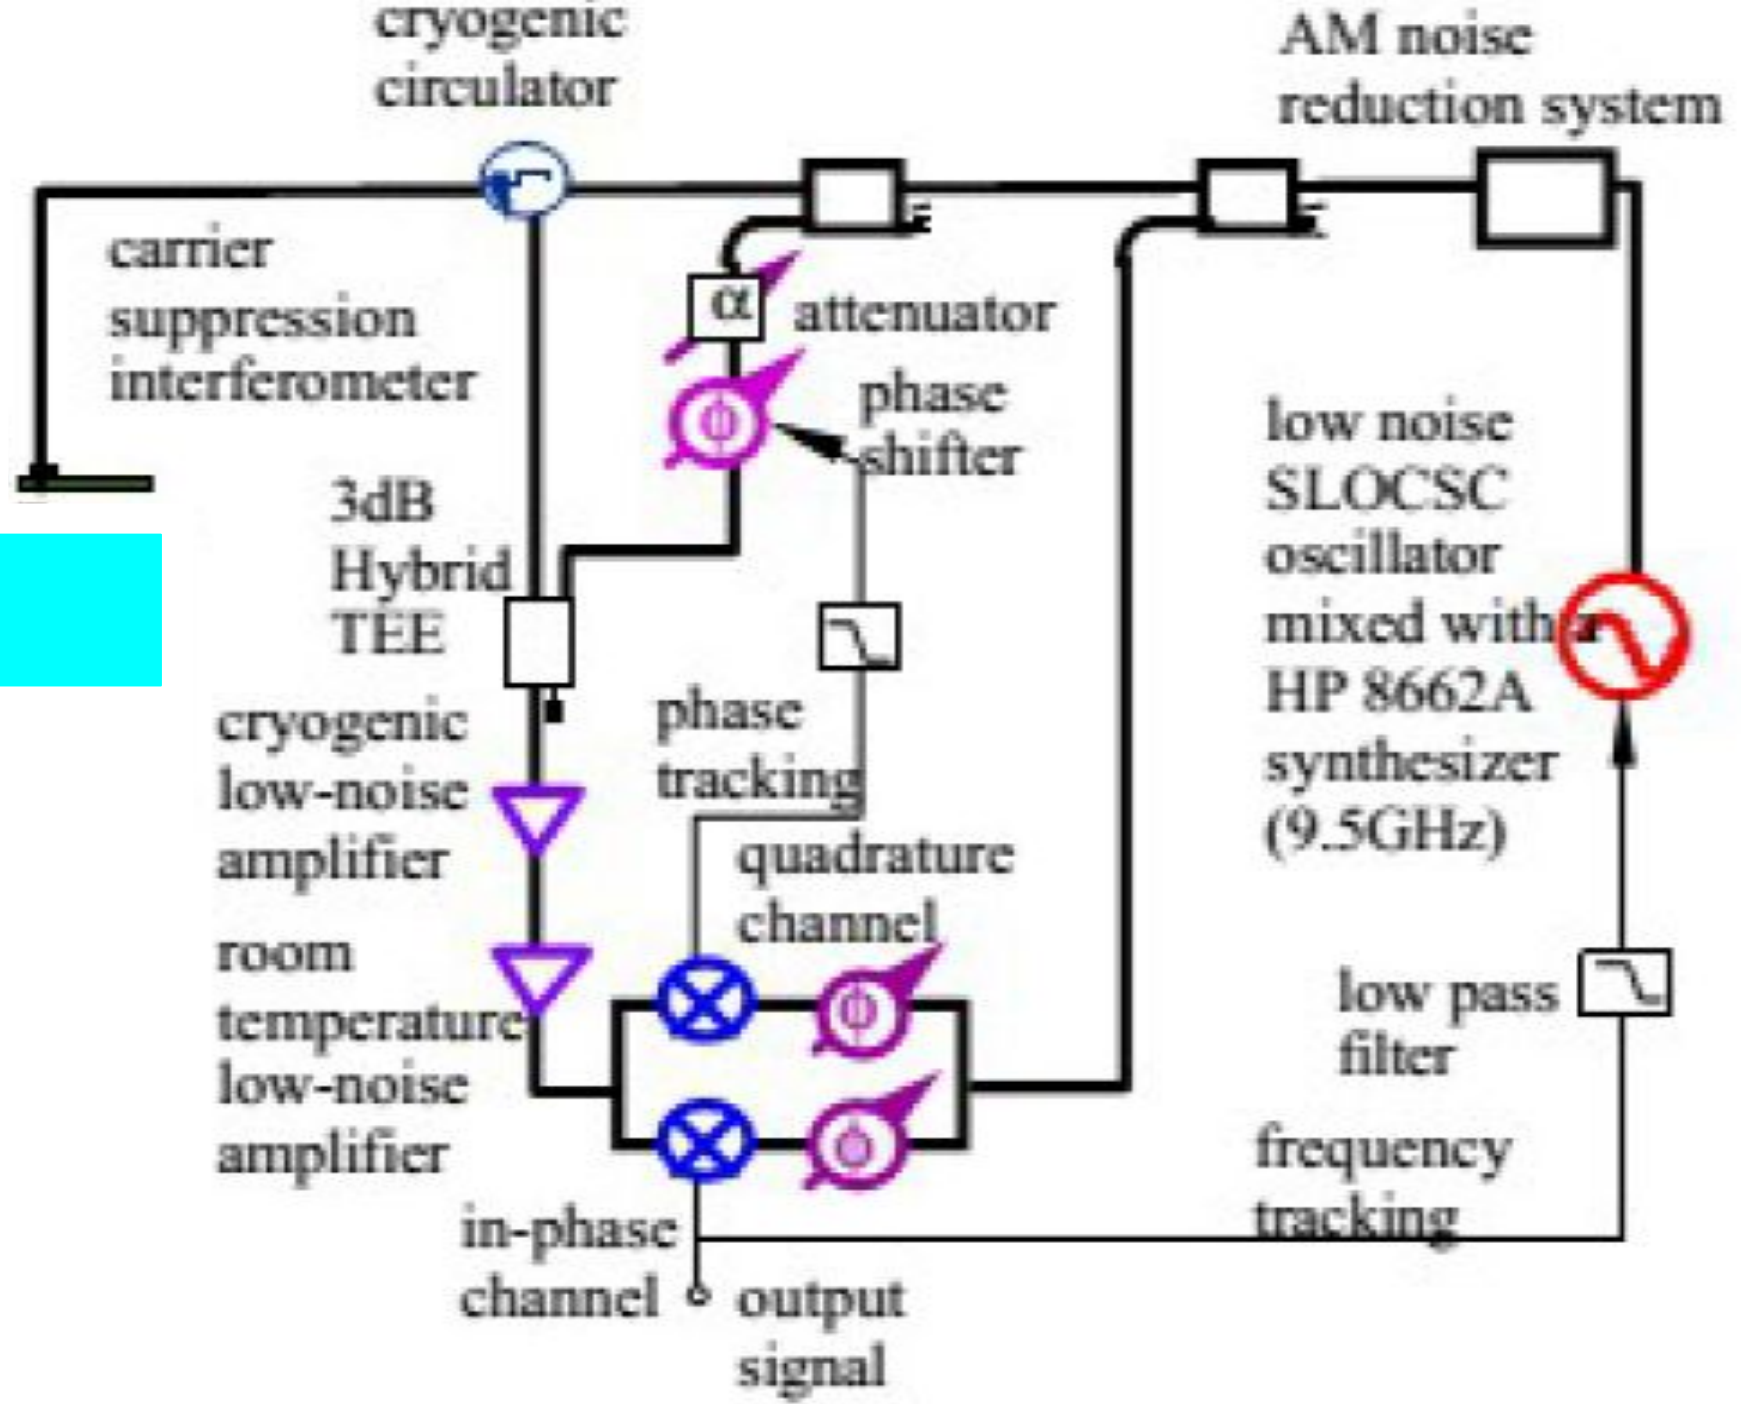 cryogenic
circulator
AM noise
reduction system
carrier
suppression
interferometer
α
attenuator
ϕ
phase
shifter
3dB
Hybrid
TEE
low noise
SLOCSC
oscillator
mixed with a
HP 8662A
synthesizer
(9.5GHz)
cryogenic
low-noise
amplifier
phase
tracking
quadrature
channel
room
temperature
low-noise
amplifier
ϕ
ϕ
low pass
filter
frequency
tracking
in-phase
channel
output
signal